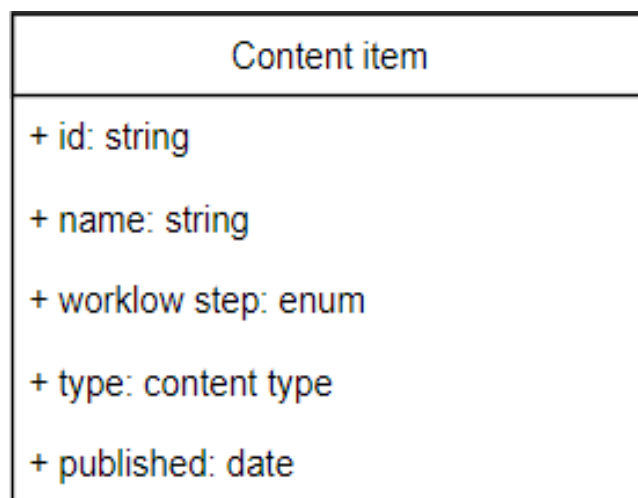 Content item
+ id: string
+ name: string
+ worklow step: enum
+ type: content type
+ published: date